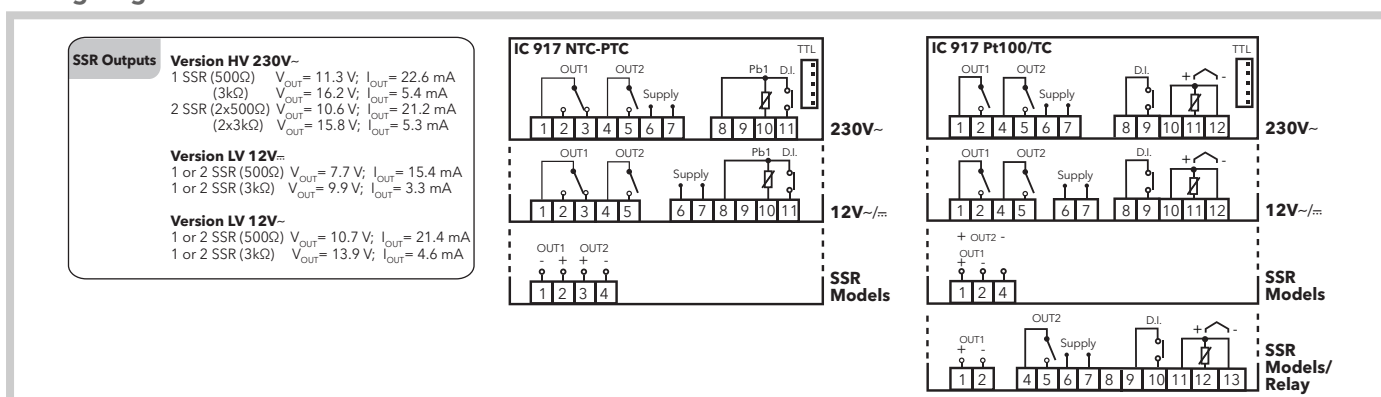 SSR Outputs
Version HV 230V~
1 SSR (500Ω) VOUT= 11.3 V; IOUT= 22.6 mA
(3kΩ) VOUT= 16.2 V; IOUT= 5.4 mA
2 SSR (2x500Ω) VOUT= 10.6 V; IOUT= 21.2 mA
(2x3kΩ) VOUT= 15.8 V; IOUT= 5.3 mA
Version LV 12V⎓
1 or 2 SSR (500Ω) VOUT= 7.7 V; IOUT= 15.4 mA
1 or 2 SSR (3kΩ) VOUT= 9.9 V; IOUT= 3.3 mA
Version LV 12V~
1 or 2 SSR (500Ω) VOUT= 10.7 V; IOUT= 21.4 mA
1 or 2 SSR (3kΩ) VOUT= 13.9 V; IOUT= 4.6 mA
IC 917 NTC-PTC TTL
OUT1 OUT2 Pb1 D.I.
Supply
1 2 3 4 5 6 7 8 9 10 11 230V~
OUT1 OUT2 Pb1 D.I.
Supply
1 2 3 4 5 6 7 8 9 10 11 12V~/⎓
OUT1 OUT2
- + + -
1 2 3 4
SSR
Models
IC 917 Pt100/TC TTL
OUT1 OUT2 D.I. + -
Supply
1 2 4 5 6 7 8 9 10 11 12 230V~
OUT1 OUT2 D.I. + -
Supply
1 2 4 5 6 7 8 9 10 11 12 12V~/⎓
+ OUT2 -
OUT1
+ -
1 2 4
SSR
Models
OUT2 D.I. + -
OUT1 Supply
+ -
1 2 4 5 6 7 8 9 10 11 12 13
SSR
Models/
Relay